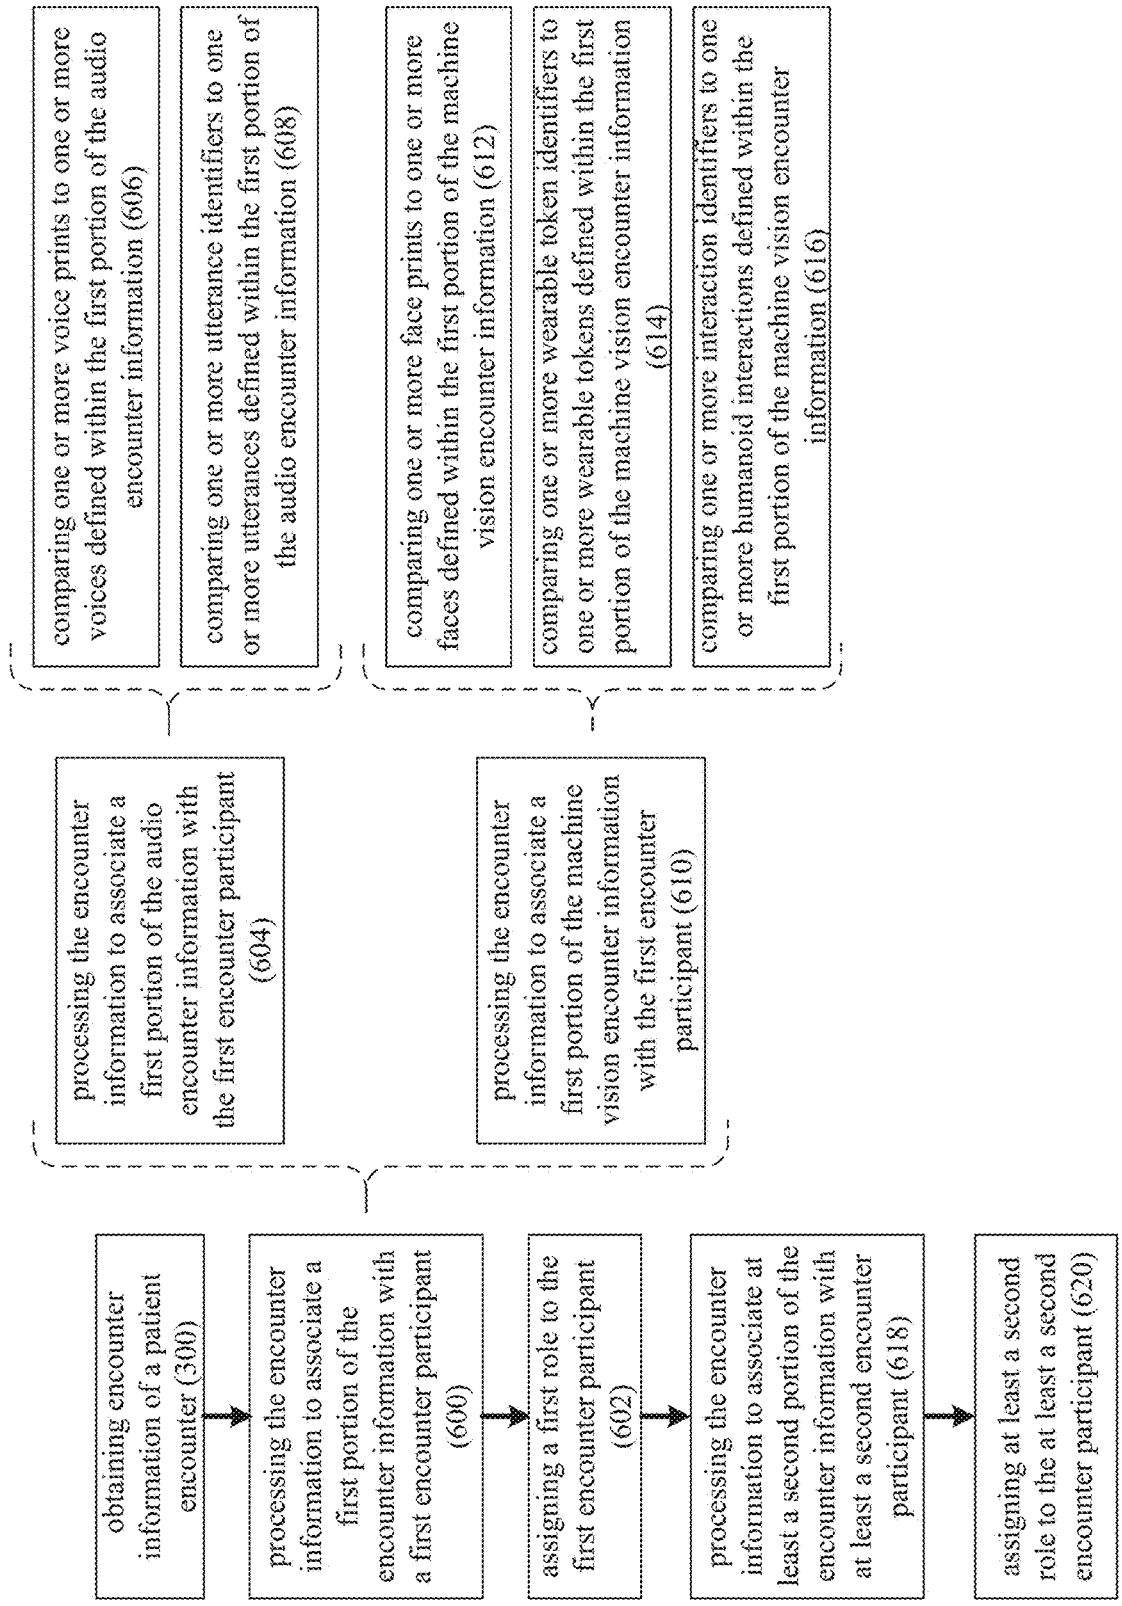 obtaining encounter
information of a patient
encounter (300)
processing the encounter
information to associate a
first portion of the
encounter information with
a first encounter participant
(600)
assigning a first role to the
first encounter participant
(602)
processing the encounter
information to associate at
least a second portion of the
encounter information with
at least a second encounter
participant (618)
assigning at least a second
role to the at least a second
encounter participant (620)
processing the encounter
information to associate a
first portion of the audio
encounter information with
the first encounter participant
(604)
processing the encounter
information to associate a
first portion of the machine
vision encounter information
with the first encounter
participant (610)
comparing one or more voice prints to one or more
voices defined within the first portion of the audio
encounter information (606)
comparing one or more utterance identifiers to one
or more utterances defined within the first portion of
the audio encounter information (608)
comparing one or more face prints to one or more
faces defined within the first portion of the machine
vision encounter information (612)
comparing one or more wearable token identifiers to
one or more wearable tokens defined within the first
portion of the machine vision encounter information
(614)
comparing one or more interaction identifiers to one
or more humanoid interactions defined within the
first portion of the machine vision encounter
information (616)